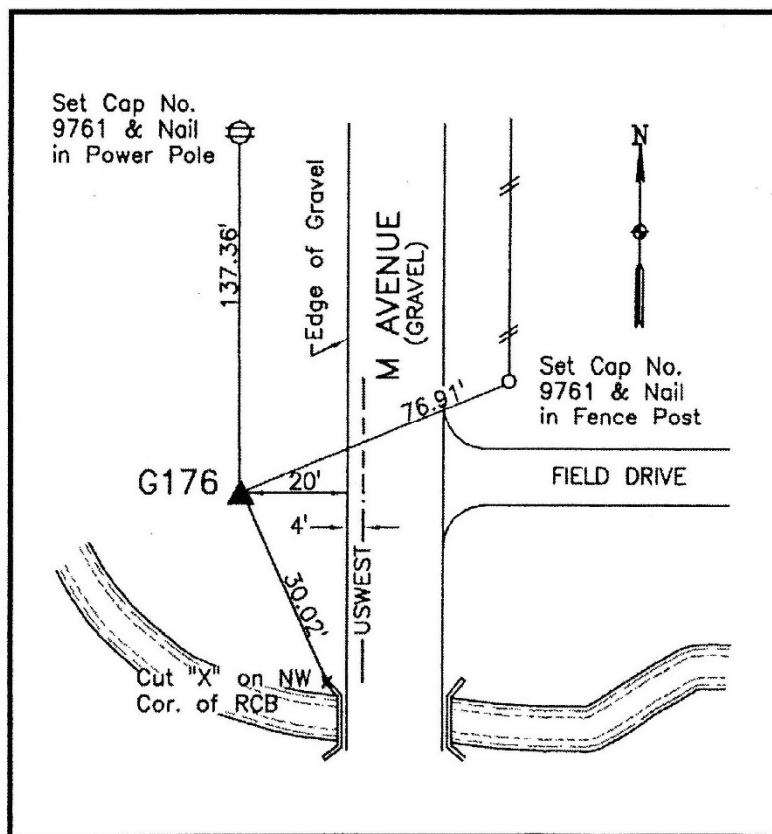 Set Cap No.
9761 & Nail
in Power Pole
137.36'
Edge of Gravel
M AVENUE
(GRAVEL)
N
Set Cap No.
9761 & Nail
in Fence Post
76.91'
G176
20'
FIELD DRIVE
4'
USWEST
30.02'
Cut "X" on NW
Cor. of RCB
x